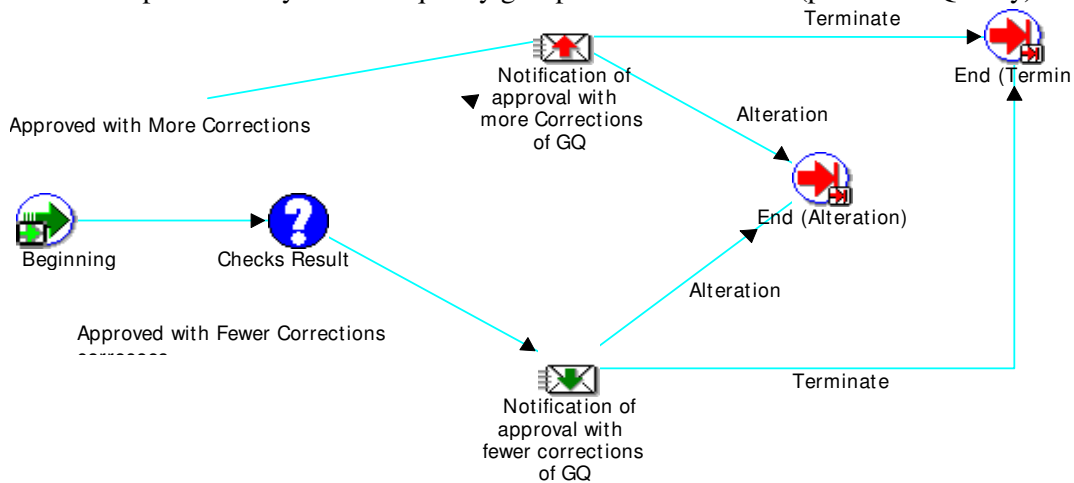 Terminate
End (Termin
Notification of
approval with
more Corrections
of GQ
Alteration
Approved with More Corrections
End (Alteration)
Beginning
Checks Result
Alteration
Approved with Fewer Corrections
Terminate
Notification of
approval with
fewer corrections
of GQ